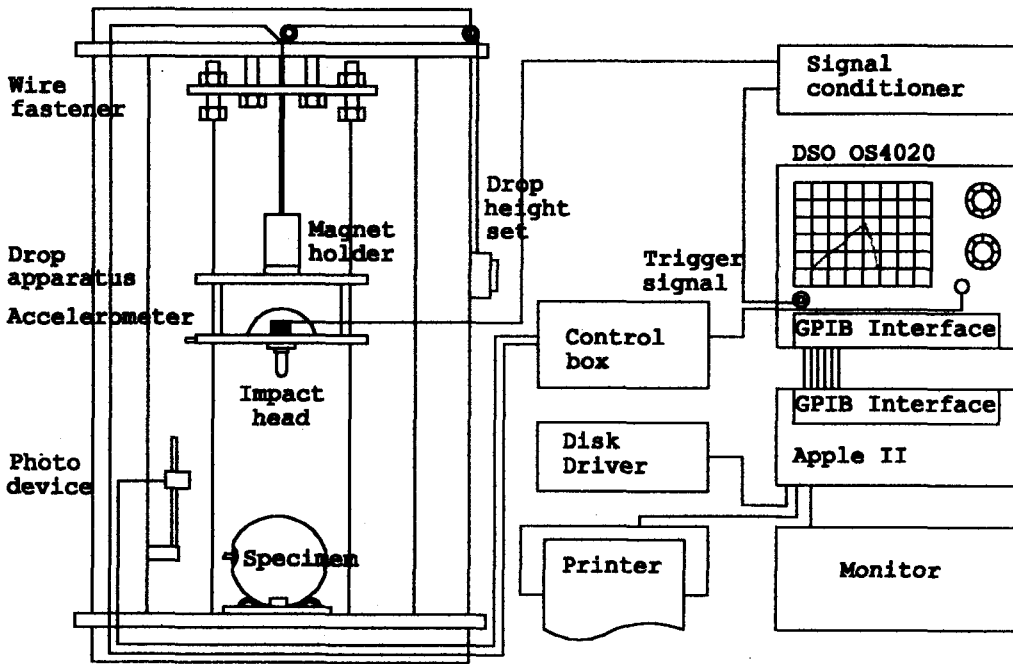 Wire
fastener
Drop
apparatus
Accelerometer
Photo
device
Magnet
holder
Impact
head
Specimen
Drop
height
set
Signal
conditioner
DSO OS4020
Trigger
signal
GPIB Interface
Control
box
GPIB Interface
Apple II
Disk
Driver
Printer
Monitor